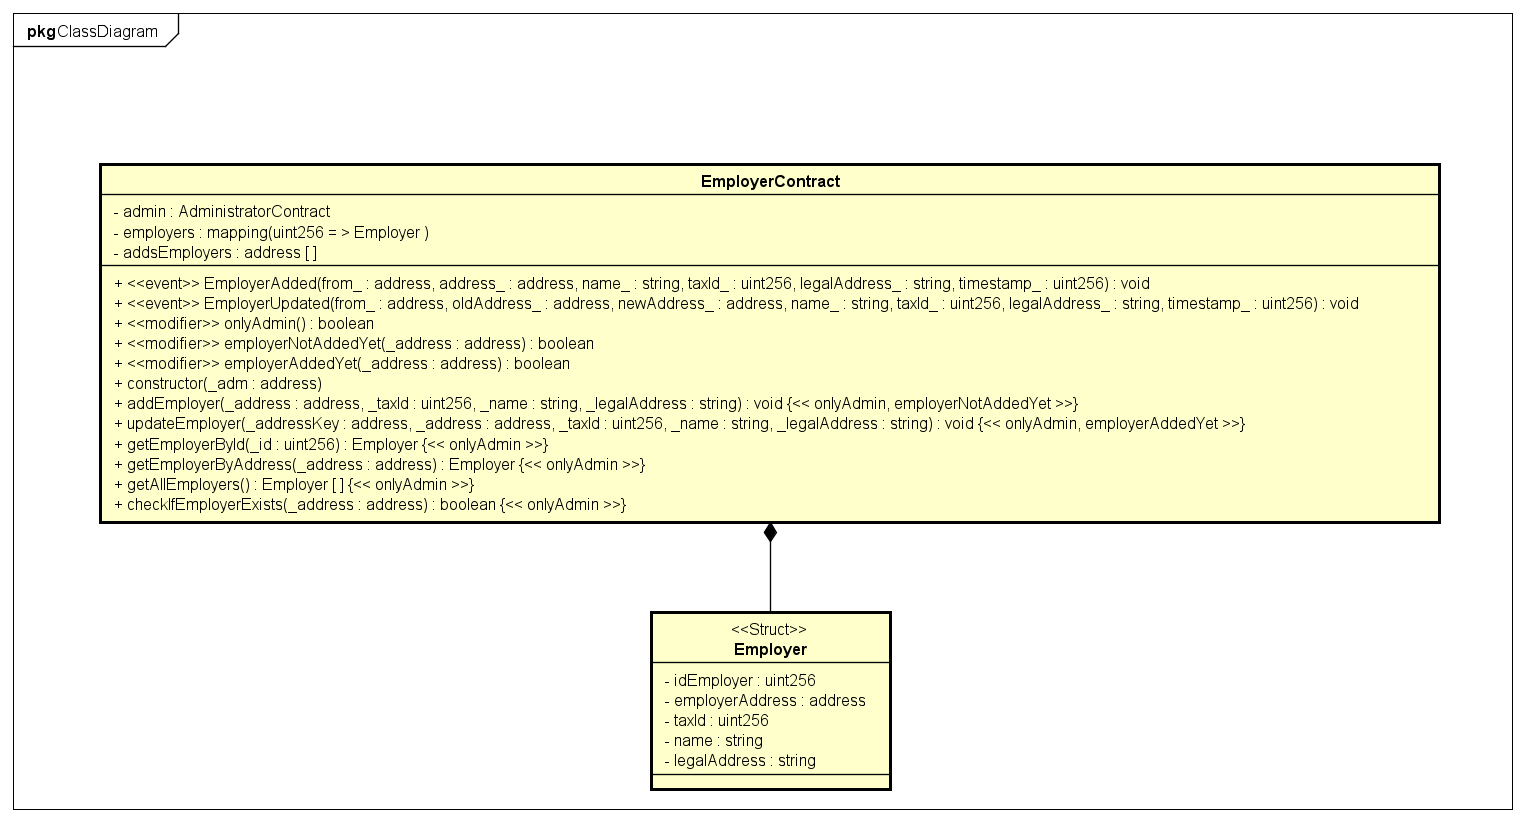 pkg ClassDiagram
EmployerContract
- admin : AdministratorContract
- employers : mapping(uint256 = > Employer )
- addsEmployers : address [ ]
+ <<event>> EmployerAdded(from_ : address, address_ : address, name_ : string, taxId_ : uint256, legalAddress_ : string, timestamp_ : uint256) : void
+ <<event>> EmployerUpdated(from_ : address, oldAddress_ : address, newAddress_ : address, name_ : string, taxId_ : uint256, legalAddress_ : string, timestamp_ : uint256) : void
+ <<modifier>> onlyAdmin() : boolean
+ <<modifier>> employerNotAddedYet(_address : address) : boolean
+ <<modifier>> employerAddedYet(_address : address) : boolean
+ constructor(_adm : address)
+ addEmployer(_address : address, _taxId : uint256, _name : string, _legalAddress : string) : void {<< onlyAdmin, employerNotAddedYet >>}
+ updateEmployer(_addressKey : address, _address : address, _taxId : uint256, _name : string, _legalAddress : string) : void {<< onlyAdmin, employerAddedYet >>}
+ getEmployerById(_id : uint256) : Employer {<< onlyAdmin >>}
+ getEmployerByAddress(_address : address) : Employer {<< onlyAdmin >>}
+ getAllEmployers() : Employer [ ] {<< onlyAdmin >>}
+ checkIfEmployerExists(_address : address) : boolean {<< onlyAdmin >>}
<<Struct>>
Employer
- idEmployer : uint256
- employerAddress : address
- taxId : uint256
- name : string
- legalAddress : string